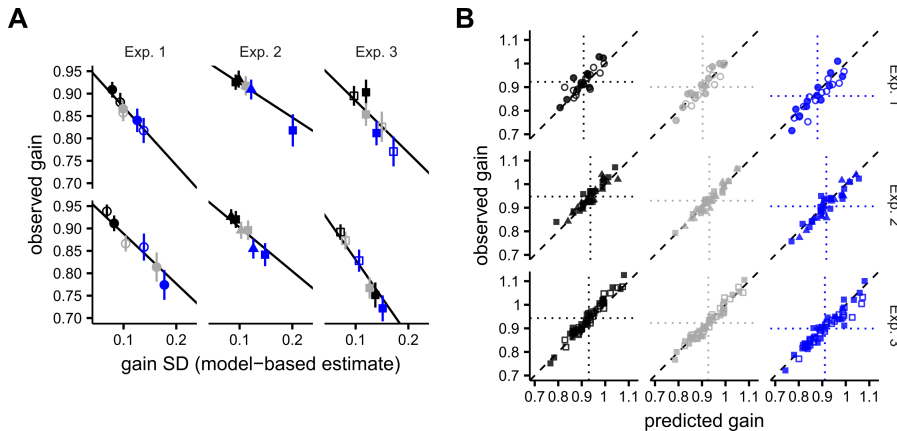 A
B
Exp. 1
Exp. 2
Exp. 3
observed gain
0.95
0.90
0.85
0.80
0.75
0.70
0.95
0.90
0.85
0.80
0.75
0.70
0.1
0.2
0.1
0.2
0.1
0.2
gain SD (model−based estimate)
observed gain
1.1
1
0.9
0.8
0.7
1.1
1
0.9
0.8
0.7
1.1
1
0.9
0.8
0.7
Exp. 1
Exp. 2
Exp. 3
0.7 0.8 0.9 1 1.1
0.7 0.8 0.9 1 1.1
0.7 0.8 0.9 1 1.1
predicted gain